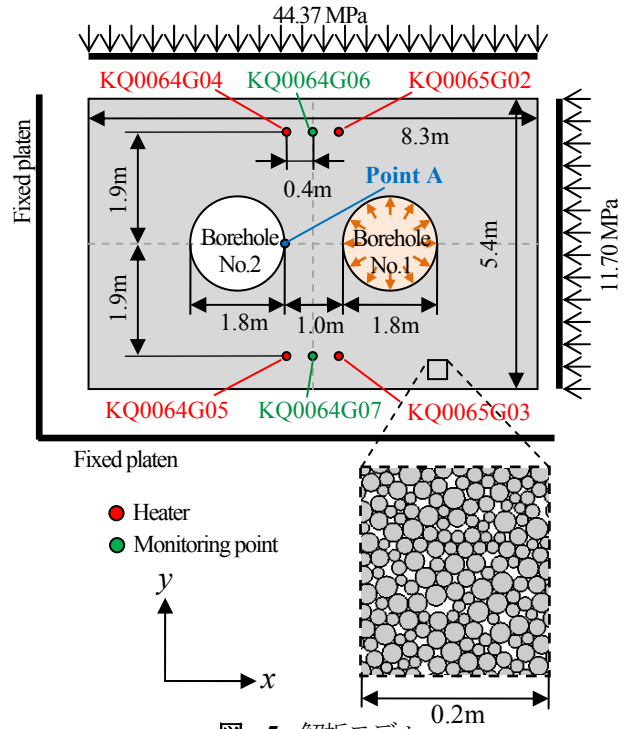 44.37 MPa
KQ0064G04 KQ0064G06 KQ0065G02
8.3m
0.4m
Point A
Fixed platen
1.9m
Borehole
No.2
Borehole
No.1
5.4m
11.70 MPa
1.9m
1.8m
1.0m
1.8m
KQ0064G05 KQ0064G07 KQ0065G03
Fixed platen
Heater
Monitoring point
y
x
0.2m